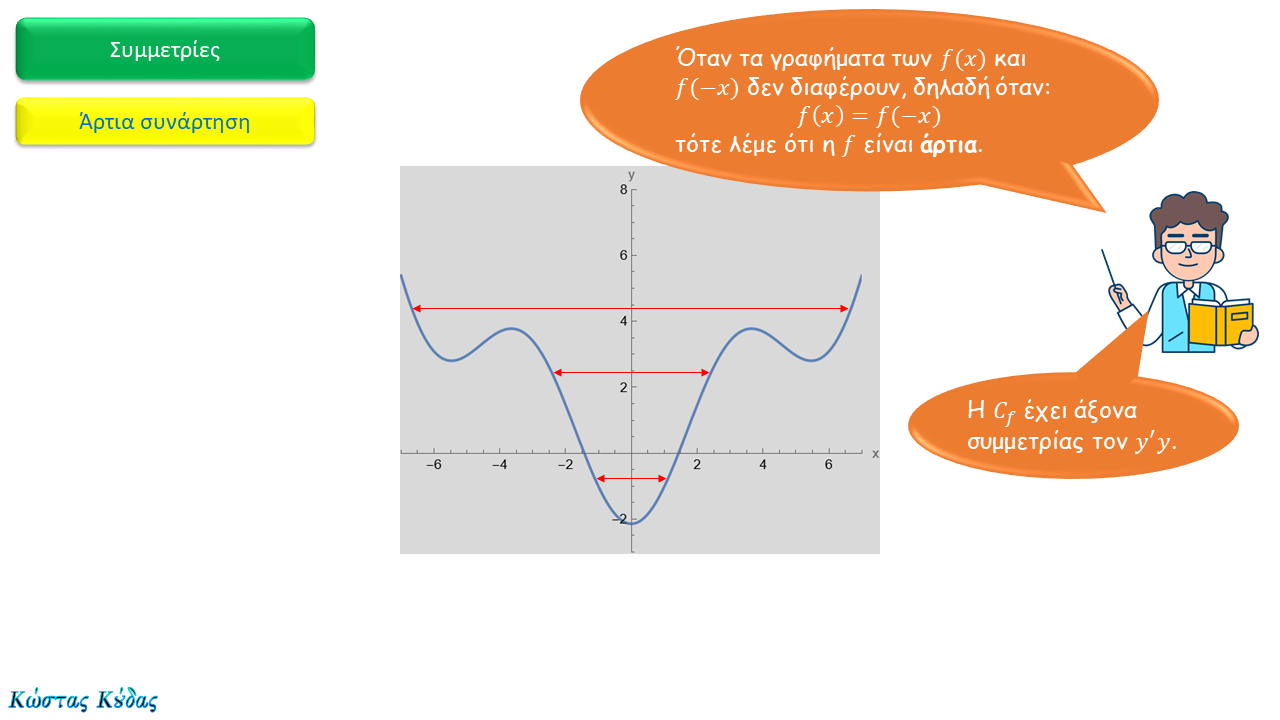 Συμμετρίες
Άρτια συνάρτηση
Όταν τα γραφήματα των f(x) και
f(−x) δεν διαφέρουν, δηλαδή όταν:
f(x) = f(−x)
τότε λέμε ότι η f είναι άρτια.
y
8
6
4
2
−2
−6 −4 −2 2 4 6 x
Η C_f έχει άξονα
συμμετρίας τον y′y.
Κώστας Κύδας